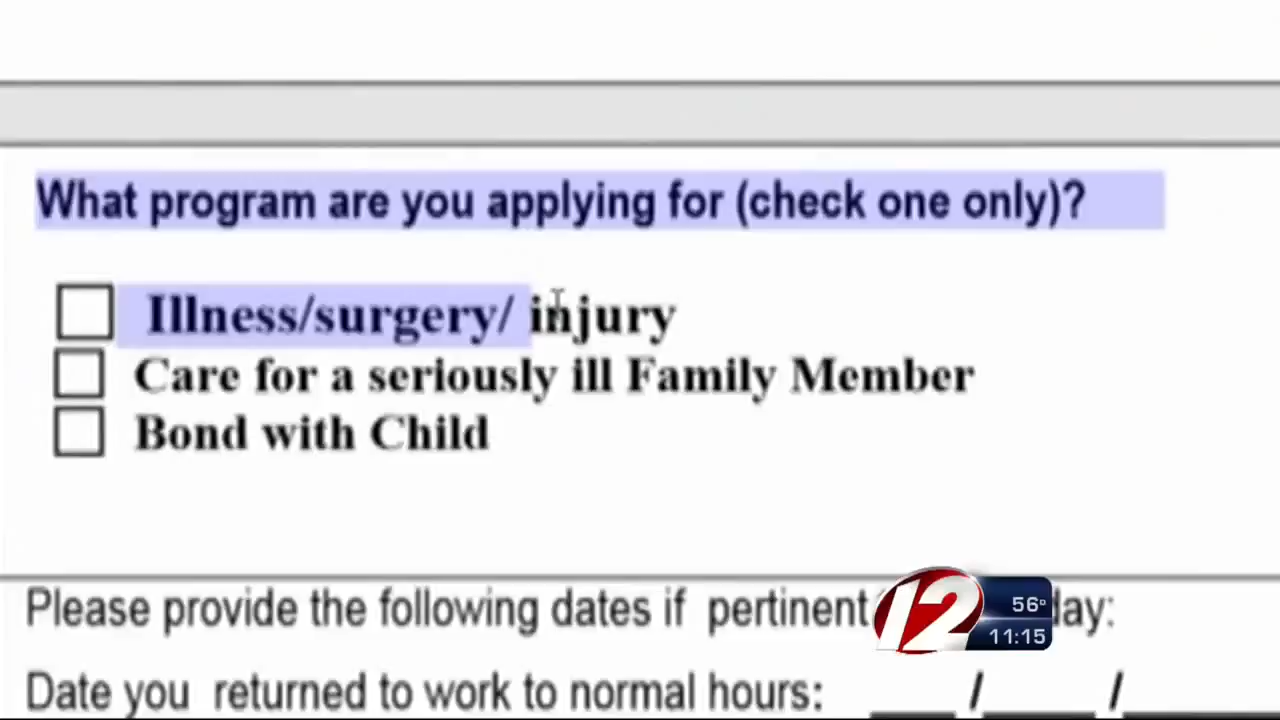 What program are you applying for (check one only)?
Illness/surgery/ injury
Care for a seriously ill Family Member
Bond with Child
Please provide the following dates if pertinent day:
12
56°
11:15
Date you returned to work to normal hours: / /